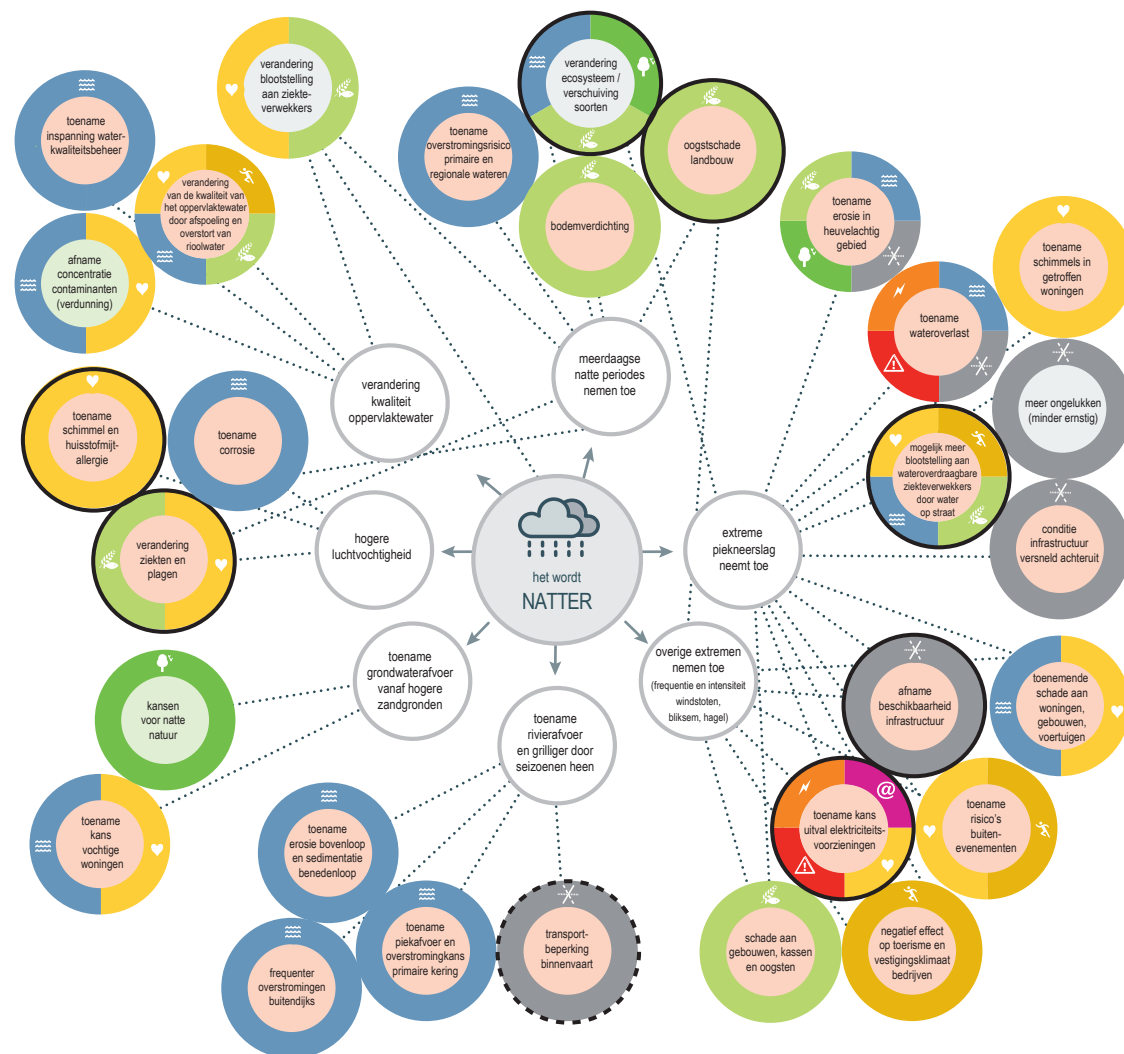 verandering
blootstelling
aan ziekte-
verwekkers
toename
inspanning water-
kwaliteitsbeheer
verandering
van de kwaliteit van
het oppervlaktewater
door afspoeling en
overstort van
rioolwater
afname
concentratie
contaminanten
(verdunning)
toename
overstromingsrisico
primaire en
regionale wateren
verandering
ecosysteem /
verschuiving
soorten
oogstschade
landbouw
bodemverdichting
toename
erosie in
heuvelachtig
gebied
toename
schimmels in
getroffen
woningen
toename
wateroverlast
meer ongelukken
(minder ernstig)
mogelijk meer
blootstelling aan
wateroverdraagbare
ziekteverwekkers
door water
op straat
conditie
infrastructuur
versneld achteruit
verandering
kwaliteit
oppervlaktewater
meerdaagse
natte periodes
nemen toe
toename
schimmel en
huisstofmijt-
allergie
toename
corrosie
verandering
ziekten en
plagen
hogere
luchtvochtigheid
het wordt
NATTER
extreme
piekneerslag
neemt toe
toename
grondwaterafvoer
vanaf hogere
zandgronden
toename
rivierafvoer
en grilliger door
seizoenen heen
overige extremen
nemen toe
(frequentie en intensiteit
windstoten,
bliksem, hagel)
kansen
voor natte
natuur
toename
kans
vochtige
woningen
toename
erosie bovenloop
en sedimentatie
benedenloop
frequenter
overstromingen
buitendijks
toename
piekafvoer en
overstromingkans
primaire kering
transport-
beperking
binnenvaart
afname
beschikbaarheid
infrastructuur
toenemende
schade aan
woningen,
gebouwen,
voertuigen
@
toename kans
uitval elektriciteits-
voorzieningen
toename
risico's
buiten-
evenementen
schade aan
gebouwen, kassen
en oogsten
negatief effect
op toerisme en
vestigingsklimaat
bedrijven